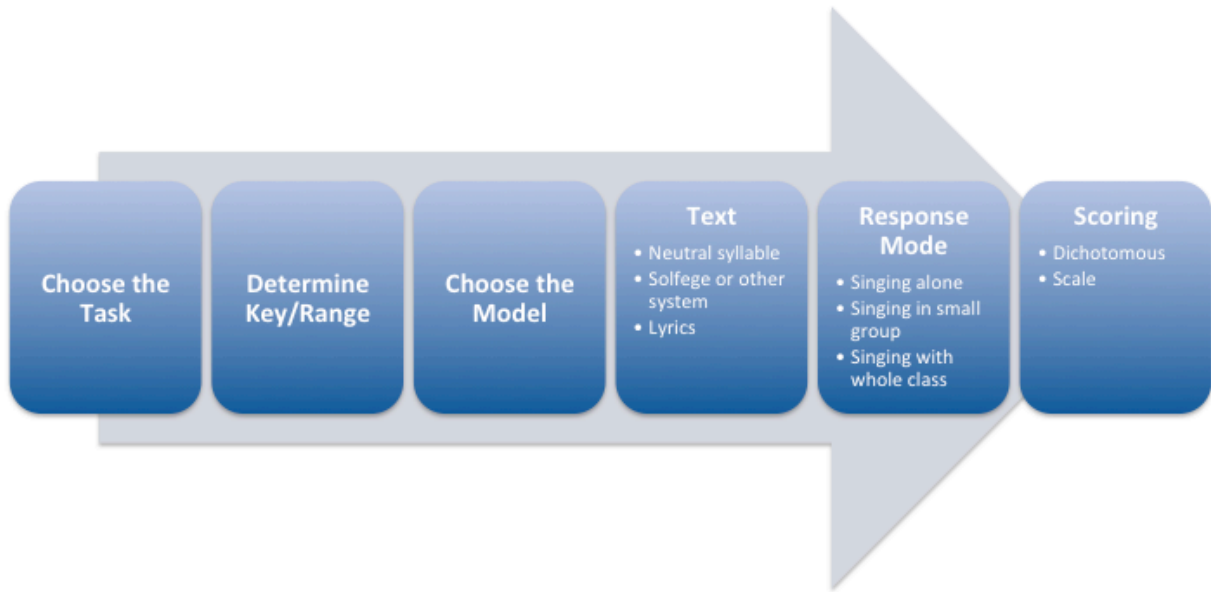 Choose the
Task
Determine
Key/Range
Choose the
Model
Text
• Neutral syllable
• Solfege or other
system
• Lyrics
Response
Mode
• Singing alone
• Singing in small
group
• Singing with
whole class
Scoring
• Dichotomous
• Scale